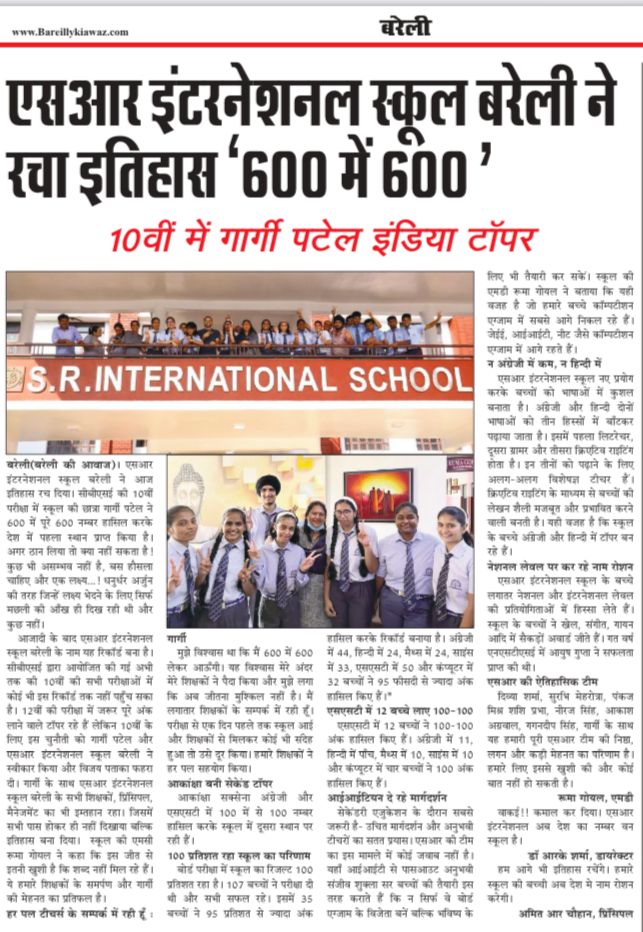 www.Bareillykiawaz.com
बरेली
एसआर इंटरनेशनल स्कूल बरेली ने
रचा इतिहास ‘600 में 600 ’
10वीं में गार्गी पटेल इंडिया टॉपर
S.R.INTERNATIONAL SCHOOL
बरेली(बरेली की आवाज)। एसआर
इंटरनेशनल स्कूल बरेली ने आज
इतिहास रच दिया। सीबीएसई की 10वीं
परीक्षा में स्कूल की छात्रा गार्गी पटेल ने
600 में पूरे 600 नम्बर हासिल करके
देश में पहला स्थान प्राप्त किया है।
अगर ठान लिया तो क्या नहीं सकता है!
कुछ भी असम्भव नहीं है, बस हौसला
चाहिए और एक लक्ष्य...! धनुर्धर अर्जुन
की तरह जिन्हें लक्ष्य भेदने के लिए सिर्फ
मछली की आँख ही दिख रही थी और
कुछ नहीं।
आजादी के बाद एसआर इंटरनेशनल
स्कूल बरेली के नाम यह रिकॉर्ड बना है।
सीबीएसई द्वारा आयोजित की गई अभी
तक की 10वीं की सभी परीक्षाओं में
कोई भी इस रिकॉर्ड तक नहीं पहुँच सका
है। 12वीं की परीक्षा में जरूर पूरे अंक
लाने वाले टॉपर रहे हैं लेकिन 10वीं के
लिए इस चुनौती को गार्गी पटेल और
एसआर इंटरनेशनल स्कूल बरेली ने
स्वीकार किया और विजय पताका फहरा
दी। गार्गी के साथ एसआर इंटरनेशनल
स्कूल बरेली के सभी शिक्षकों, प्रिंसिपल,
मैनेजमेंट का भी इम्तहान रहा। जिसमें
सभी पास होकर ही नहीं दिखाया बल्कि
इतिहास बना दिया। स्कूल की एमसी
रूमा गोयल ने कहा कि इस जीत से
इतनी खुशी है कि शब्द नहीं मिल रहे हैं।
ये हमारे शिक्षकों के समर्पण और गार्गी
की मेहनत का प्रतिफल है।
हर पल टीचर्स के सम्पर्क में रही हूँ :
गार्गी
मुझे विश्वास था कि मैं 600 में 600
लेकर आऊँगी। यह विश्वास मेरे अंदर
मेरे शिक्षकों ने पैदा किया और मुझे लगा
कि अब जीतना मुश्किल नहीं है। मैं
लगातार शिक्षकों के सम्पर्क में रही हूँ।
परीक्षा से एक दिन पहले तक स्कूल आई
और शिक्षकों से मिलकर कोई भी संदेह
हुआ तो उसे दूर किया। हमारे शिक्षकों ने
हर पल सहयोग किया।
आकांक्षा बनी सेकेंड टॉपर
आकांक्षा सक्सेना अंग्रेजी और
एसएसटी में 100 में से 100 नम्बर
हासिल करके स्कूल में दूसरा स्थान पर
रही हैं।
100 प्रतिशत रहा स्कूल का परिणाम
बोर्ड परीक्षा में स्कूल का रिजल्ट 100
प्रतिशत रहा है। 107 बच्चों ने परीक्षा दी
थी और सभी सफल रहे। इसमें 35
बच्चों ने 95 प्रतिशत से ज्यादा अंक
हासिल करके रिकॉर्ड बनाया है। अंग्रेजी
में 44, हिन्दी में 24, मैथ्स में 24, साइंस
में 33, एसएसटी में 50 और कंप्यूटर में
32 बच्चों ने 95 फीसदी से ज्यादा अंक
हासिल किए हैं।"
एसएसटी में 12 बच्चे लाए 100-100
एसएसटी में 12 बच्चों ने 100-100
अंक हासिल किए हैं। अंग्रेजी में 11,
हिन्दी में पाँच, मैथ्स में 10, साइंस में 10
और कंप्यूटर में चार बच्चों ने 100 अंक
हासिल किए हैं।
आईआईटियन दे रहे मार्गदर्शन
सेकेंडरी एजुकेशन के दौरान सबसे
जरूरी है- उचित मार्गदर्शन और अनुभवी
टीचरों का सतत प्रयास। एसआर की टीम
का इस मामले में कोई जवाब नहीं है।
यहाँ आईआईटी से पासआउट अनुभवी
संजीव शुक्ला सर बच्चों की तैयारी इस
तरह कराते हैं कि न सिर्फ वे बोर्ड
एग्जाम के विजेता बनें बल्कि भविष्य के
लिए भी तैयारी कर सकें। स्कूल की
एमडी रूमा गोयल ने बताया कि यही
वजह है जो हमारे बच्चे कॉम्पटीशन
एग्जाम में सबसे आगे निकल रहे हैं।
जेईई, आईआईटी, नीट जैसे कॉम्पटीशन
एग्जाम में आगे रहते हैं।
न अंग्रेजी में कम, न हिन्दी में
एसआर इंटरनेशनल स्कूल नए प्रयोग
करके बच्चों को भाषाओं में कुशल
बनाता है। अंग्रेजी और हिन्दी दोनों
भाषाओं को तीन हिस्सों में बाँटकर
पढ़ाया जाता है। इसमें पहला लिटरेचर,
दूसरा ग्रामर और तीसरा क्रिएटिव राइटिंग
होता है। इन तीनों को पढ़ाने के लिए
अलग-अलग विशेषज्ञ टीचर हैं।
क्रिएटिव राइटिंग के माध्यम से बच्चों की
लेखन शैली मजबूत और प्रभावित करने
वाली बनती है। यही वजह है कि स्कूल
के बच्चे अंग्रेजी और हिन्दी में टॉपर बन
रहे हैं।
नेशनल लेवल पर कर रहे नाम रोशन
एसआर इंटरनेशनल स्कूल के बच्चे
लगातर नेशनल और इंटरनेशनल लेवल
की प्रतियोगिताओं में हिस्सा लेते हैं।
स्कूल के बच्चों ने खेल, संगीत, गायन
आदि में सैकड़ों अवार्ड जीते हैं। गत वर्ष
एनएसटीएसई में आयुष गुप्ता ने सफलता
प्राप्त की थी।
एसआर की ऐतिहासिक टीम
दिव्या शर्मा, सुरभि मेहरोत्रा, पंकज
मिश्र शशि प्रभा, नीरज सिंह, आकाश
अग्रवाल, गगनदीप सिंह, गार्गी के साथ
यह हमारी पूरी एसआर टीम की निष्ठा,
लगन और कड़ी मेहनत का परिणाम है।
हमारे लिए इससे खुशी की और कोई
बात नहीं हो सकती है।
रूमा गोयल, एमडी
वाकई!! कमाल कर दिया। एसआर
इंटरनेशनल अब देश का नम्बर वन
स्कूल है।
डॉ आरके शर्मा, डायरेक्टर
हम आगे भी इतिहास रचेंगे। हमारे
स्कूल की बच्ची अब देश मे नाम रोशन
करेगी।
अमित आर चौहान, प्रिंसिपल